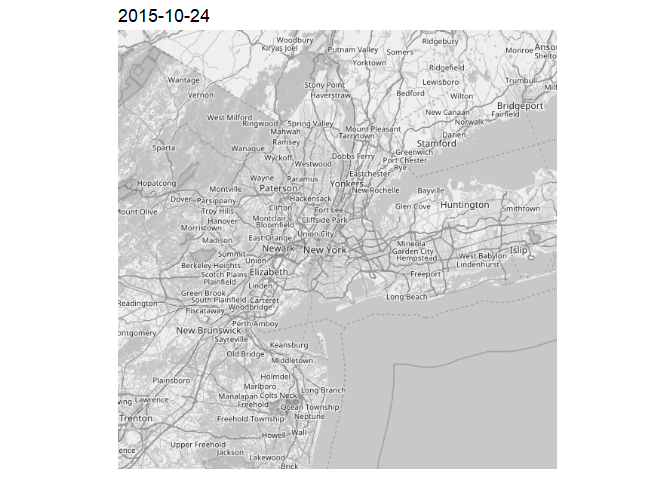 2015-10-24
Woodbury
Kiryas Joel
Putnam Valley
Somers
Ridgebury
Monroe
Yorktown
Ridgefield
Wantage
Stony Point
Lewisboro
Trumbull
Vernon
Haverstraw
Bedford
Wilton
Bridgeport
New Canaan
Fairfield
West Milford
Ringwood
Spring Valley
Mahwah
Mount Pleasant
Tarrytown
Norwalk
Darien
Stamford
Sparta
Wanaque
Ramsey
Wyckoff
Westwood
Dobbs Ferry
Greenwich
Port Chester
Rye
Eastchester
Hopatcong
Wayne
Paramus
Yonkers
New Rochelle
Bayville
Montville
Paterson
Dover
Parsippany-
Troy Hills
Hackensack
Clifton
Fort Lee
Glen Cove
Huntington
Smithtown
Mount Olive
Hanover
Montclair
Bloomfield
Cliffside Park
Morristown
Madison
East Orange
Union City
Newark
New York
Mineola
Garden City
Hempstead
West Babylon
Islip
Summit
Union
Lindenhurst
Berkeley Heights
Scotch Plains
Plainfield
Elizabeth
Freeport
Linden
Green Brook
South Plainfield
Carteret
Long Beach
Readington
Woodbridge
Piscataway
Perth Amboy
New Brunswick
Sayreville
Keansburg
Old Bridge
Middletown
Plainsboro
Holmdel
Marlboro
Manalapan
Colts Neck
Long Branch
Lawrence
Freehold
Ocean Township
Trenton
Freehold Township
Neptune
Howell
Wall
Upper Freehold
Jackson
Lakewood
Brick